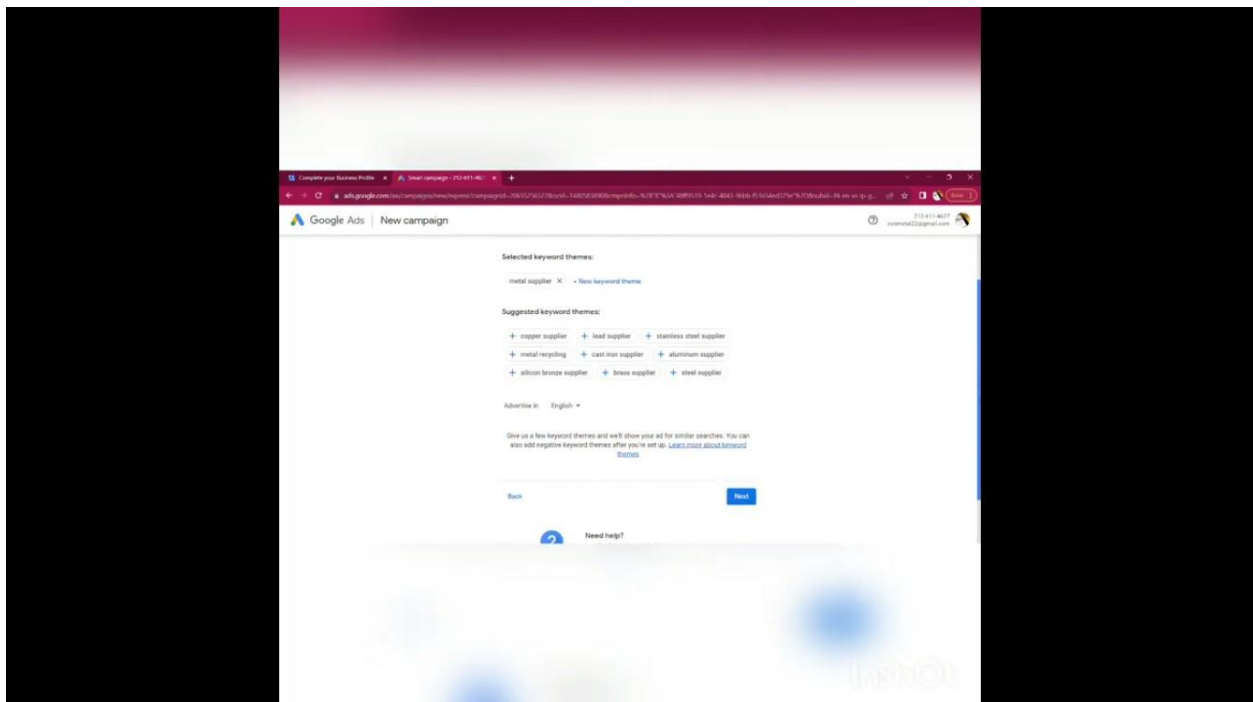 Complete your Business Profile
Smart campaign - 212-611-467
Google Ads | New campaign
Selected keyword themes:
metal supplier × + New keyword theme
Suggested keyword themes:
+ copper supplier + lead supplier + stainless steel supplier
+ metal recycling + cast iron supplier + aluminum supplier
+ silicon bronze supplier + brass supplier + steel supplier
Advertise in English
Give us a few keyword themes and we'll show your ad for similar searches. You can
also add negative keyword themes after you're set up. Learn more about keyword
themes
Back Next
Need help?